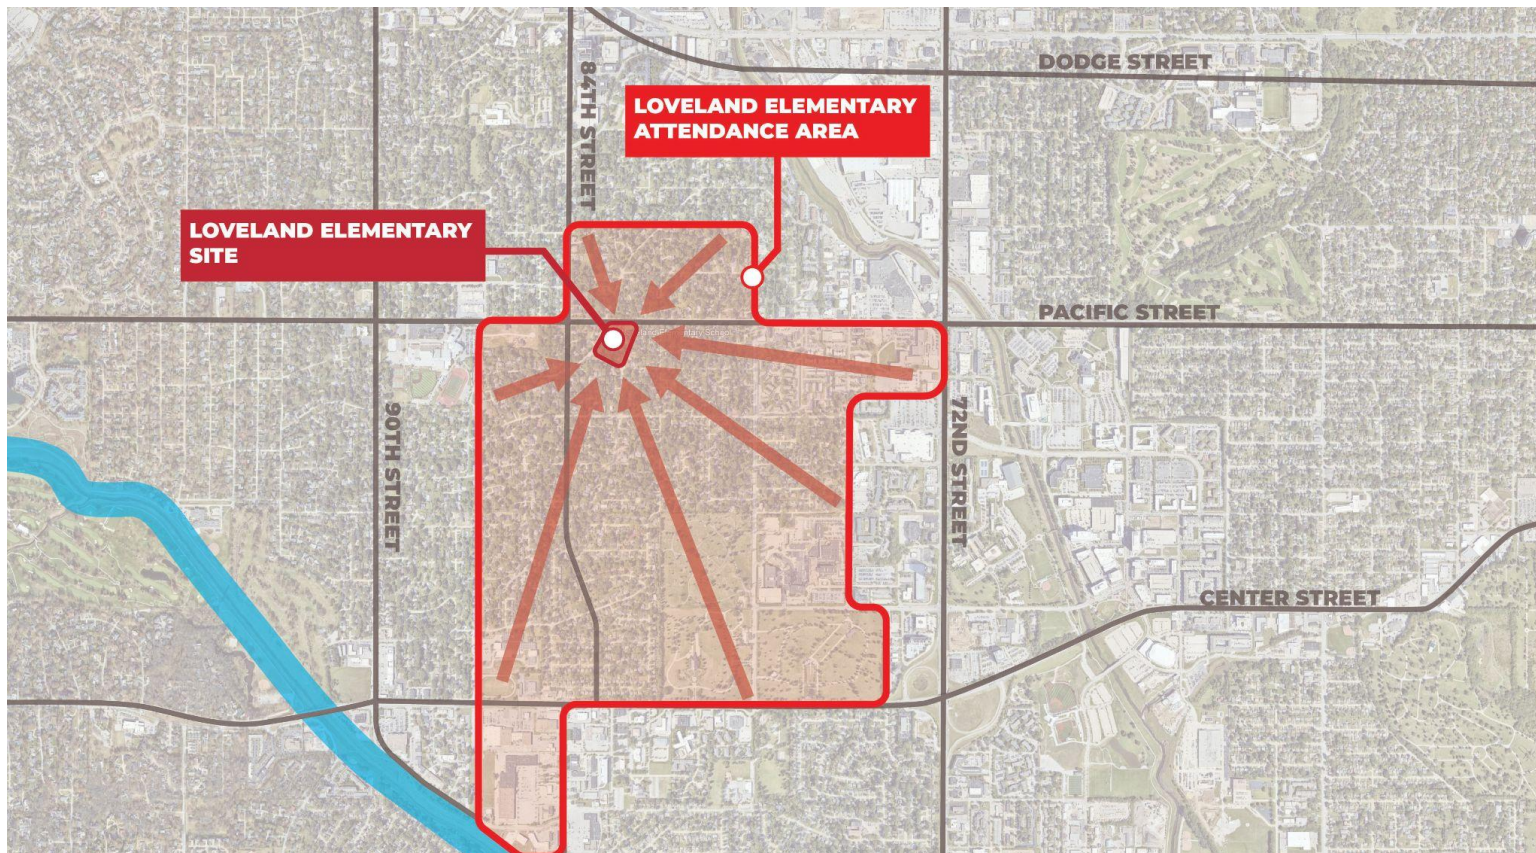 DODGE STREET
84TH STREET
LOVELAND ELEMENTARY
ATTENDANCE AREA
LOVELAND ELEMENTARY
SITE
PACIFIC STREET
90TH STREET
72ND STREET
CENTER STREET